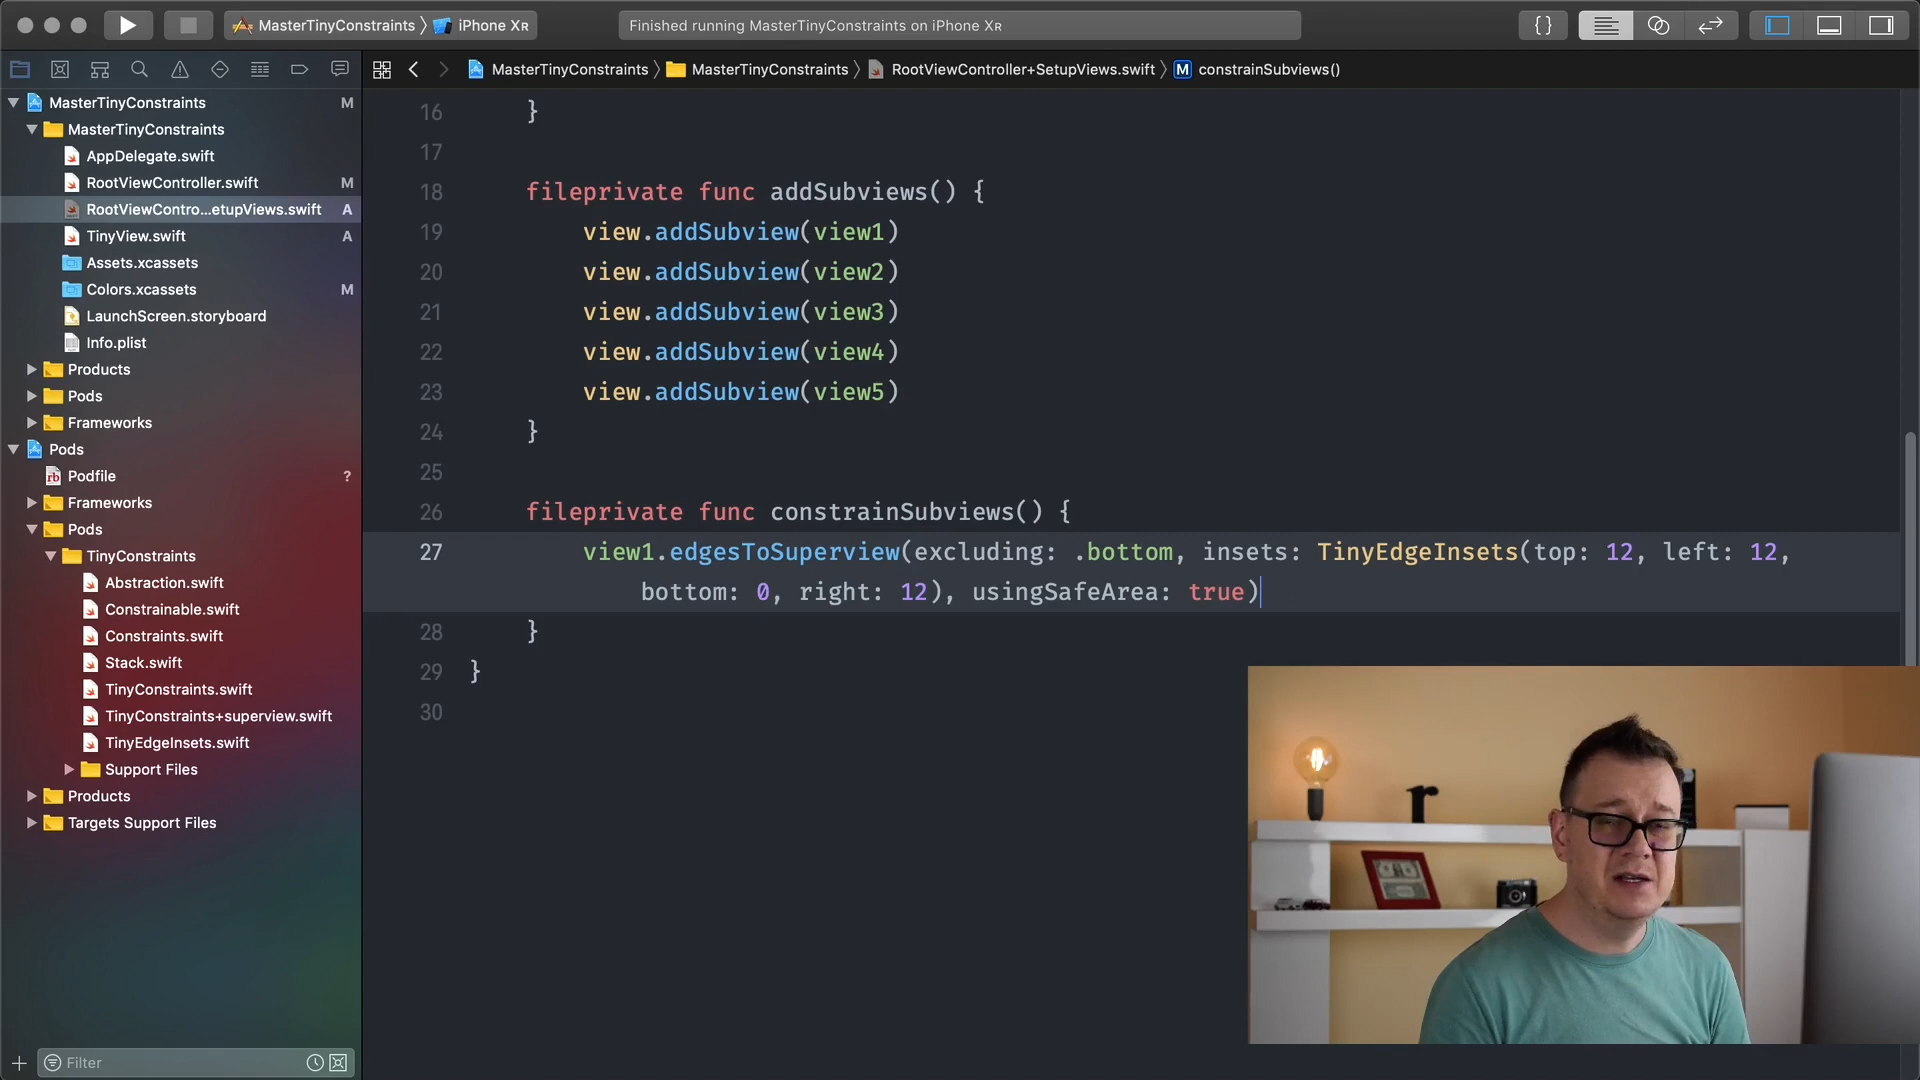 MasterTinyConstraints
iPhone XR
Finished running MasterTinyConstraints on iPhone XR
{}
MasterTinyConstraints
MasterTinyConstraints
RootViewController+SetupViews.swift
M
constrainSubviews()
MasterTinyConstraints M
MasterTinyConstraints
AppDelegate.swift
RootViewController.swift M
RootViewContro...etupViews.swift A
TinyView.swift A
Assets.xcassets
Colors.xcassets M
LaunchScreen.storyboard
Info.plist
Products
Pods
Frameworks
Pods
rb Podfile ?
Frameworks
Pods
TinyConstraints
Abstraction.swift
Constrainable.swift
Constraints.swift
Stack.swift
TinyConstraints.swift
TinyConstraints+superview.swift
TinyEdgeInsets.swift
Support Files
Products
Targets Support Files
Filter
16 }
17
18 fileprivate func addSubviews() {
19 view.addSubview(view1)
20 view.addSubview(view2)
21 view.addSubview(view3)
22 view.addSubview(view4)
23 view.addSubview(view5)
24 }
25
26 fileprivate func constrainSubviews() {
27 view1.edgesToSuperview(excluding: .bottom, insets: TinyEdgeInsets(top: 12, left: 12,
bottom: 0, right: 12), usingSafeArea: true)
28 }
29 }
30